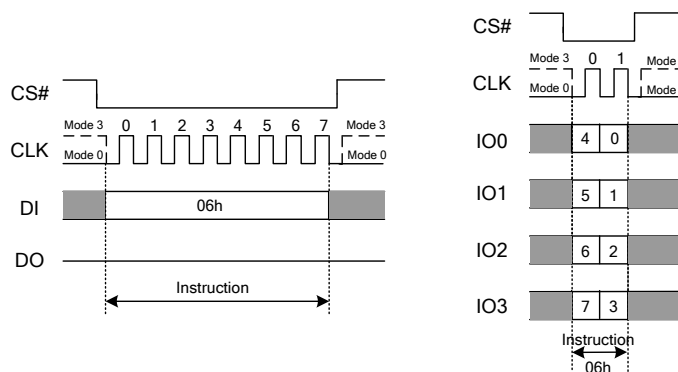 CS#
Mode 3 0 1 2 3 4 5 6 7 Mode 3
CLK
Mode 0 Mode 0
DI 06h
DO
Instruction
CS#
Mode 3 0 1 Mode
CLK
Mode 0 Mode
IO0 4 0
IO1 5 1
IO2 6 2
IO3 7 3
Instruction
06h